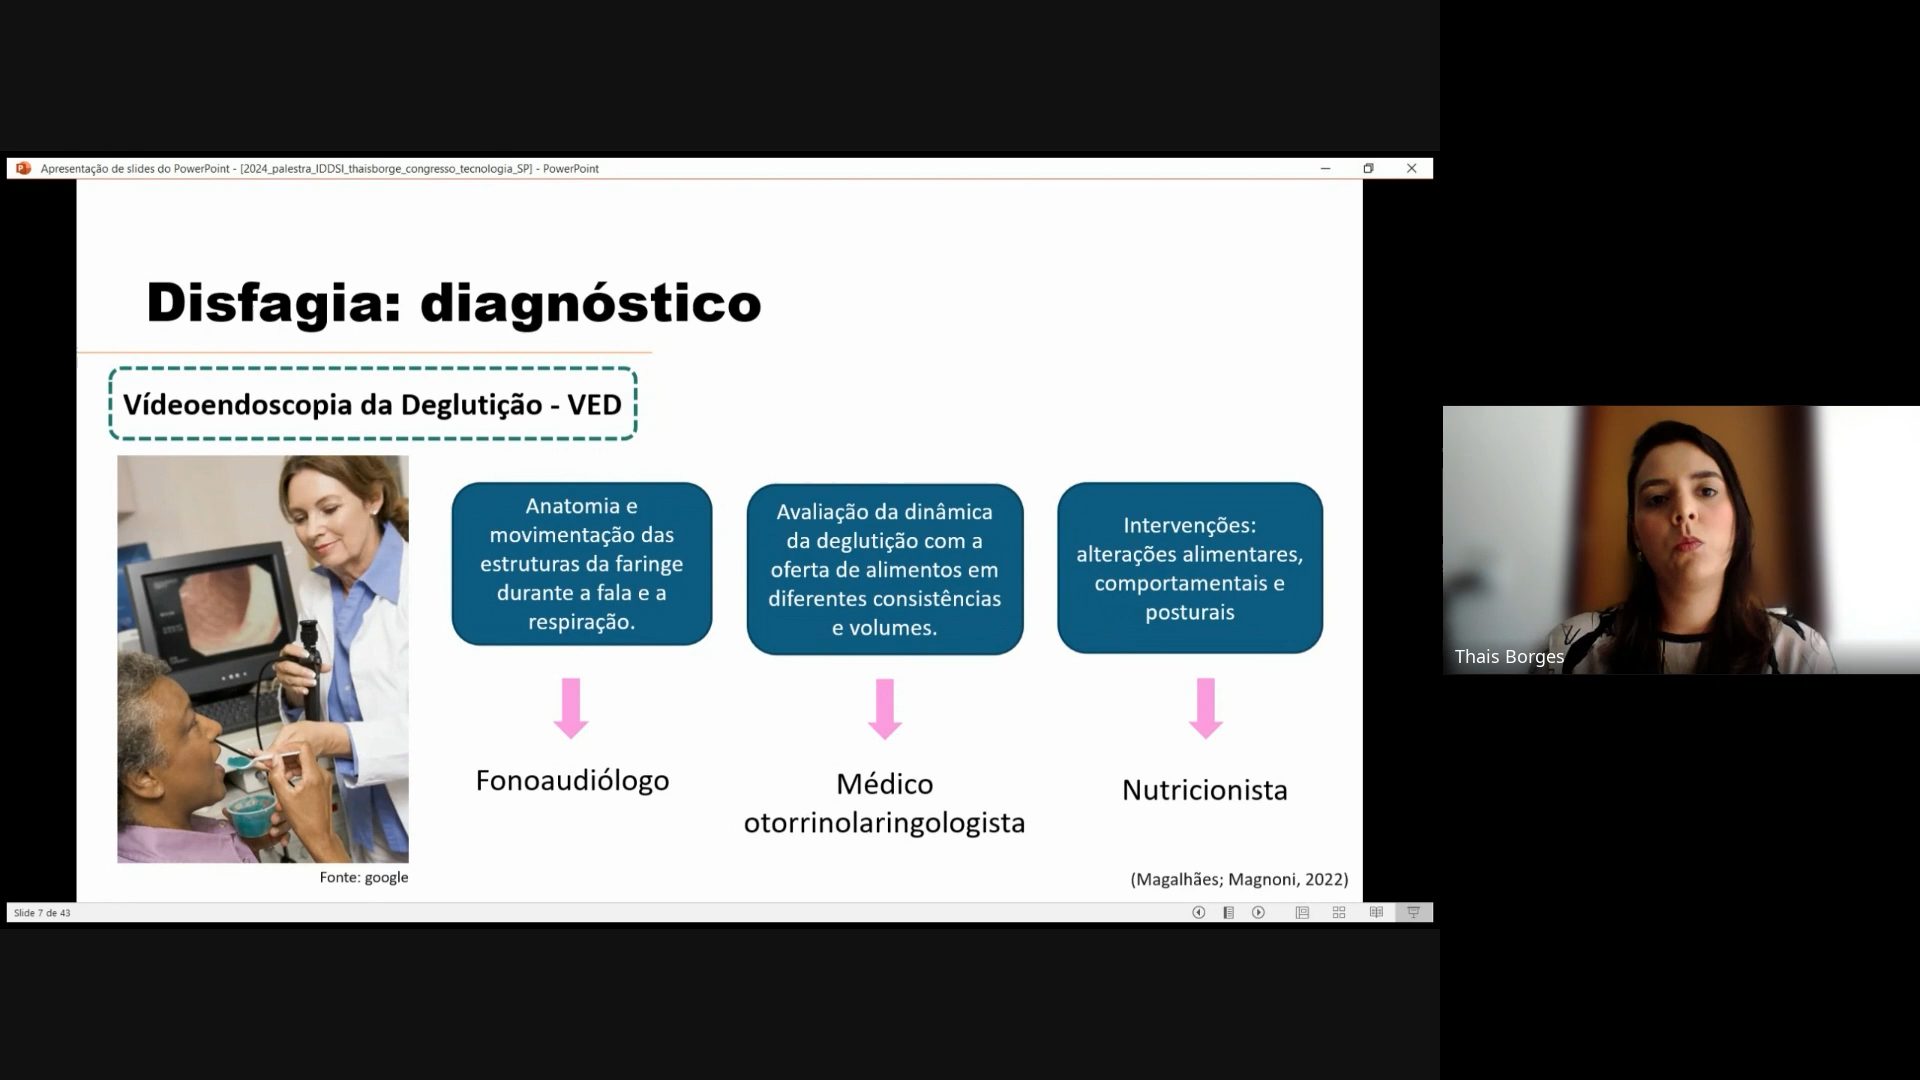 Apresentação de slides do PowerPoint - [2024_palestra_IDDSI_thaisborge_congresso_tecnologia_SP] - PowerPoint
Disfagia: diagnóstico
Vídeoendoscopia da Deglutição - VED
Anatomia e
movimentação das
estruturas da faringe
durante a fala e a
respiração.
Avaliação da dinâmica
da deglutição com a
oferta de alimentos em
diferentes consistências
e volumes.
Intervenções:
alterações alimentares,
comportamentais e
posturais
Fonoaudiólogo
Médico
otorrinolaringologista
Nutricionista
Fonte: google
(Magalhães; Magnoni, 2022)
Slide 7 de 43
Thais Borges